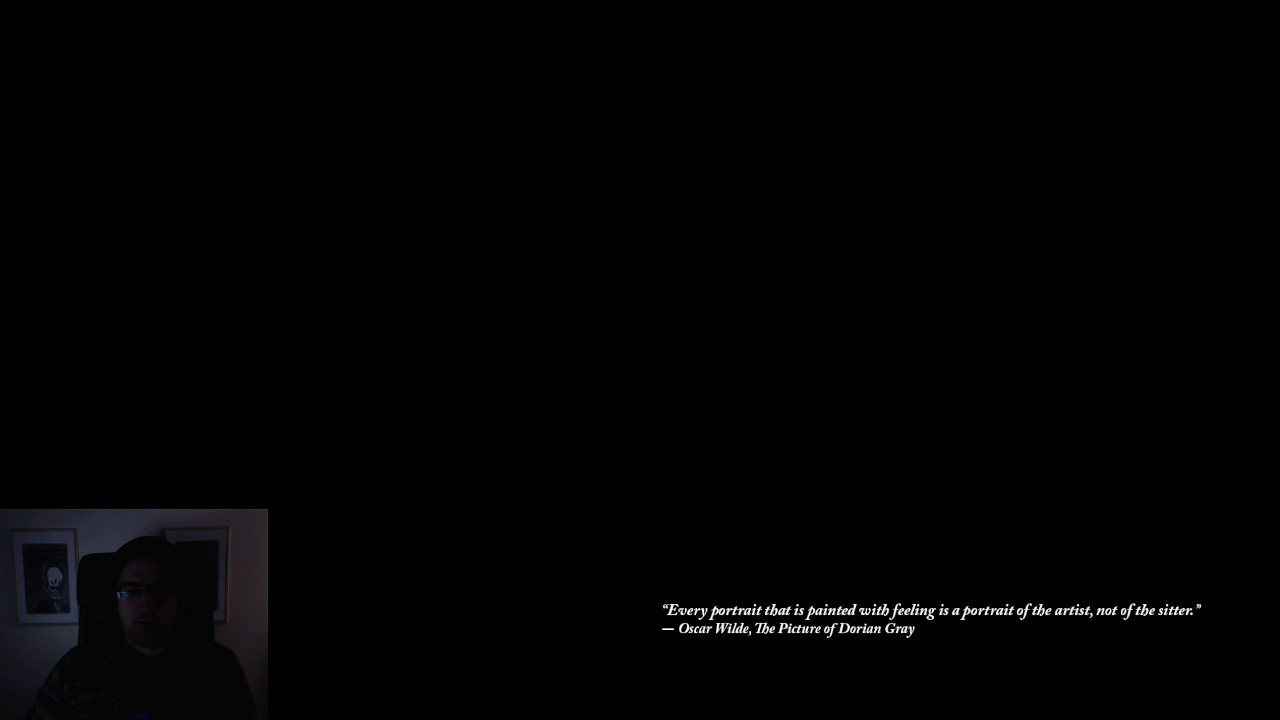 “Every portrait that is painted with feeling is a portrait of the artist, not of the sitter.”
— Oscar Wilde, The Picture of Dorian Gray